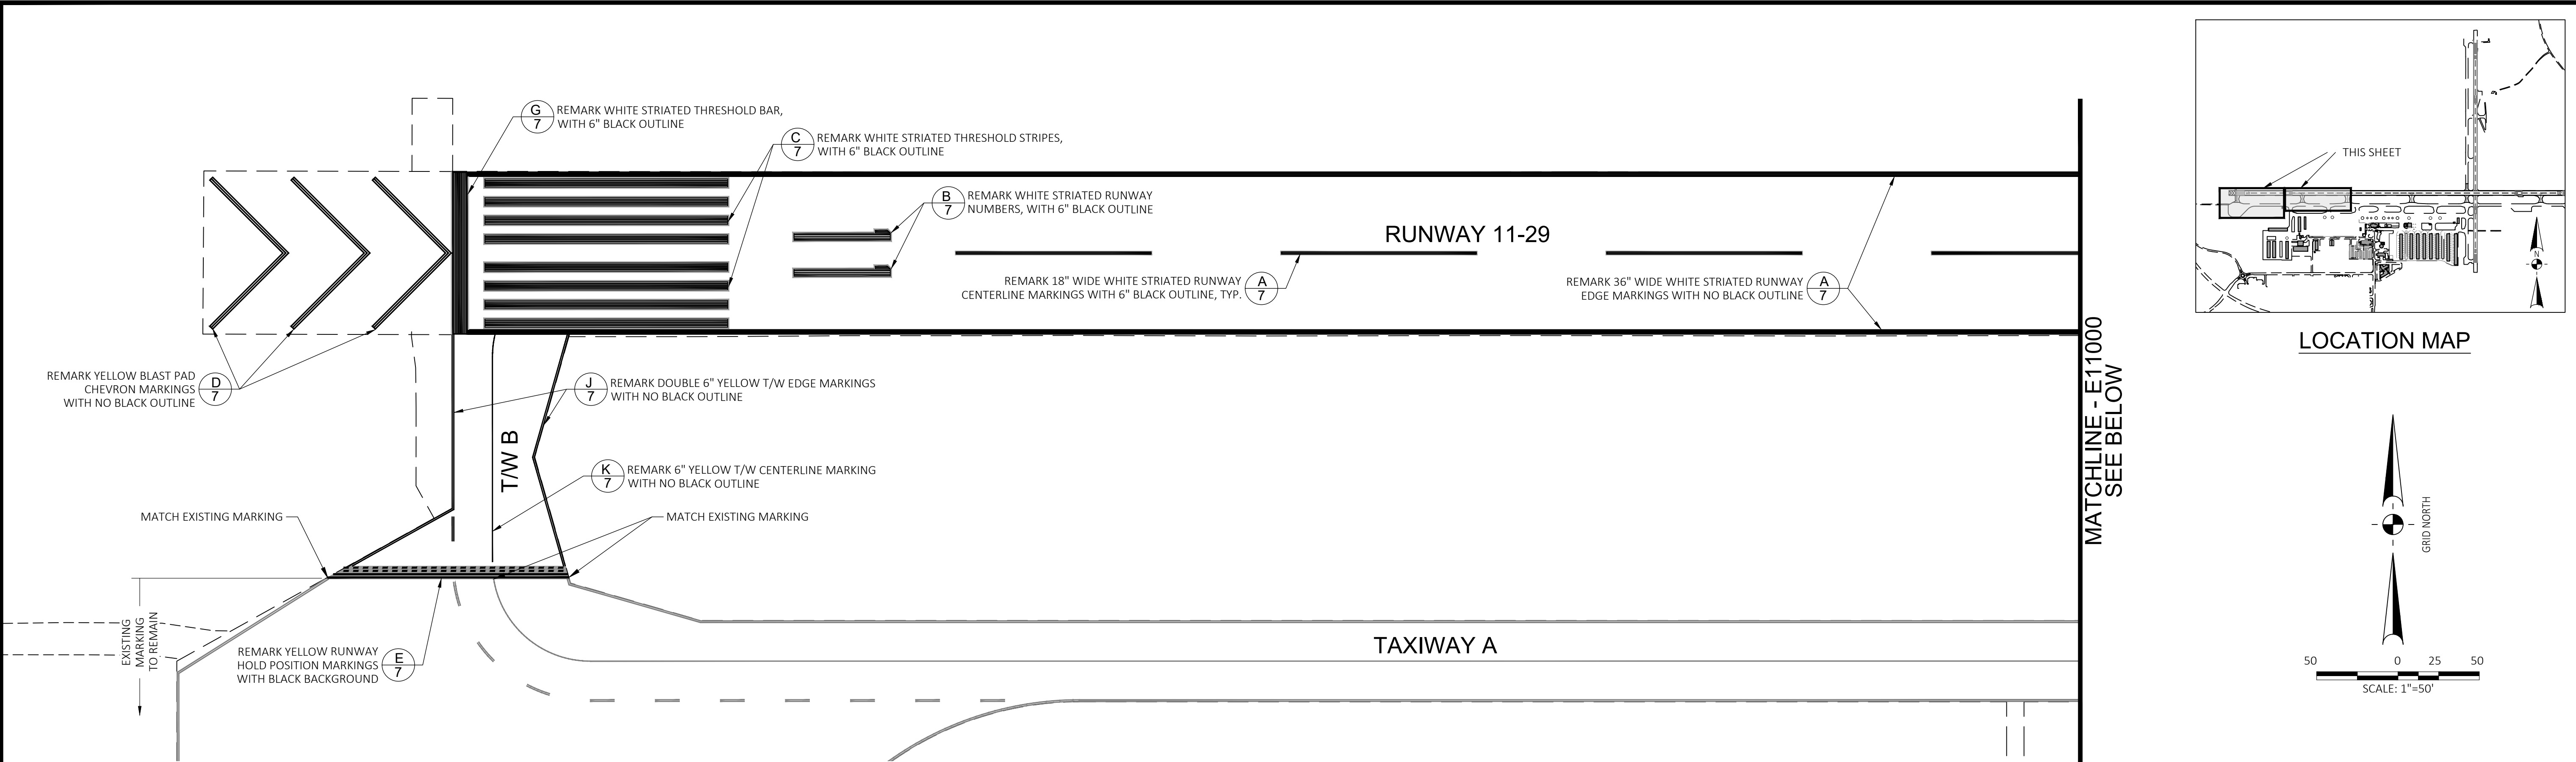 G
7
REMARK WHITE STRIATED THRESHOLD BAR,
WITH 6" BLACK OUTLINE
C
7
REMARK WHITE STRIATED THRESHOLD STRIPES,
WITH 6" BLACK OUTLINE
B
7
REMARK WHITE STRIATED RUNWAY
NUMBERS, WITH 6" BLACK OUTLINE
RUNWAY 11-29
REMARK 18" WIDE WHITE STRIATED RUNWAY
CENTERLINE MARKINGS WITH 6" BLACK OUTLINE, TYP.
A
7
REMARK 36" WIDE WHITE STRIATED RUNWAY
EDGE MARKINGS WITH NO BLACK OUTLINE
A
7
REMARK YELLOW BLAST PAD
CHEVRON MARKINGS
WITH NO BLACK OUTLINE
D
7
J
7
REMARK DOUBLE 6" YELLOW T/W EDGE MARKINGS
WITH NO BLACK OUTLINE
T/W B
K
7
REMARK 6" YELLOW T/W CENTERLINE MARKING
WITH NO BLACK OUTLINE
MATCH EXISTING MARKING
MATCH EXISTING MARKING
EXISTING
MARKING
TO REMAIN
REMARK YELLOW RUNWAY
HOLD POSITION MARKINGS
WITH BLACK BACKGROUND
E
7
TAXIWAY A
MATCHLINE - E11000
SEE BELOW
THIS SHEET
N
LOCATION MAP
GRID NORTH
50 0 25 50
SCALE: 1"=50'